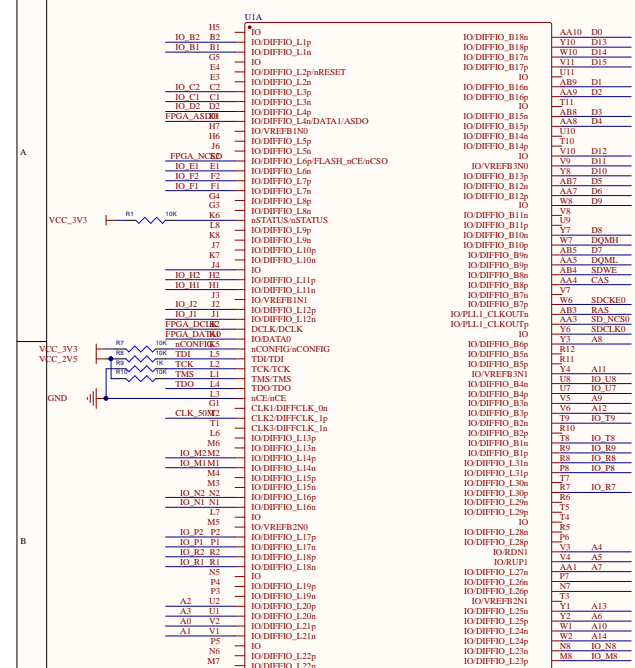 U1A
H5 IO
IO_B2 B2 IO/DIFFIO_L1p
IO_B1 B1 IO/DIFFIO_L1n
G5 IO
E4 IO/DIFFIO_L2p/nRESET
E3 IO/DIFFIO_L2n
IO_C2 C2 IO/DIFFIO_L3p
IO_C1 C1 IO/DIFFIO_L3n
IO_D2 D2 IO/DIFFIO_L4p
IO/DIFFIO_L4n/DATA1/ASDO
H7 IO/VREFB1N0
H6 IO/DIFFIO_L5p
J6 IO/DIFFIO_L5n
IO/DIFFIO_L6p/FLASH_nCE/nCSO
IO_E1 E1 IO/DIFFIO_L6n
IO_F2 F2 IO/DIFFIO_L7p
IO_F1 F1 IO/DIFFIO_L7n
G4 IO/DIFFIO_L8p
G3 IO/DIFFIO_L8n
VCC_3V3 R1 10K K6 nSTATUS/nSTATUS
L8 IO/DIFFIO_L9p
K8 IO/DIFFIO_L9n
J7 IO/DIFFIO_L10p
K7 IO/DIFFIO_L10n
J4 IO
IO_H2 H2 IO/DIFFIO_L11p
IO_H1 H1 IO/DIFFIO_L11n
J3 IO/VREFB1N1
IO_J2 J2 IO/DIFFIO_L12p
IO_J1 J1 IO/DIFFIO_L12n
DCLK/DCLK
IO/DATA0
VCC_3V3 R7 10K nCONFIG K5 nCONFIG/nCONFIG
VCC_2V5 R8 10K TDI L5 TDI/TDI
R9 1K TCK L2 TCK/TCK
R10 10K TMS L1 TMS/TMS
TDO L4 TDO/TDO
GND L3 nCE/nCE
G1 CLK1/DIFFCLK_0n
CLK2/DIFFCLK_1p
T1 CLK3/DIFFCLK_1n
L6 IO/DIFFIO_L13p
M6 IO/DIFFIO_L13n
IO_M2 M2 IO/DIFFIO_L14p
IO_M1 M1 IO/DIFFIO_L14n
M4 IO/DIFFIO_L15p
M3 IO/DIFFIO_L15n
IO_N2 N2 IO/DIFFIO_L16p
IO_N1 N1 IO/DIFFIO_L16n
L7 IO
M5 IO/VREFB2N0
IO_P2 P2 IO/DIFFIO_L17p
IO_P1 P1 IO/DIFFIO_L17n
IO_R2 R2 IO/DIFFIO_L18p
IO_R1 R1 IO/DIFFIO_L18n
N5 IO
P4 IO/DIFFIO_L19p
P3 IO/DIFFIO_L19n
A2 U2 IO/DIFFIO_L20p
A3 U1 IO/DIFFIO_L20n
A0 V2 IO/DIFFIO_L21p
A1 V1 IO/DIFFIO_L21n
P5 IO
N6 IO/DIFFIO_L22p
M7 IO/DIFFIO_L22n
IO/DIFFIO_B18n AA10 D0
IO/DIFFIO_B18p Y10 D13
IO/DIFFIO_B17n W10 D14
IO/DIFFIO_B17p V11 D15
IO U11
IO/DIFFIO_B16n AB9 D1
IO/DIFFIO_B16p AA9 D2
IO T11
IO/DIFFIO_B15n AB8 D3
IO/DIFFIO_B15p AA8 D4
IO/DIFFIO_B14n U10
IO/DIFFIO_B14p T10
IO V10 D12
IO/VREFB3N0 V9 D11
IO/DIFFIO_B13p Y8 D10
IO/DIFFIO_B12n AB7 D5
IO/DIFFIO_B12p AA7 D6
IO W8 D9
IO/DIFFIO_B11n V8
IO/DIFFIO_B11p U9
IO/DIFFIO_B10n Y7 D8
IO/DIFFIO_B10p W7 DQMH
IO/DIFFIO_B9n AB5 D7
IO/DIFFIO_B9p AA5 DQML
IO/DIFFIO_B8n AB4 SDWE
IO/DIFFIO_B8p AA4 CAS
IO/DIFFIO_B7n V7
IO/DIFFIO_B7p W6 SDCKE0
IO/PLL1_CLKOUTn AB3 RAS
IO/PLL1_CLKOUTp AA3 SD_NCS0
IO Y6 SDCLK0
IO/DIFFIO_B6p Y3 A8
IO/DIFFIO_B5n R12
IO/DIFFIO_B5p R11
IO/VREFB3N1 Y4 A11
IO/DIFFIO_B4n U8 IO_U8
IO/DIFFIO_B4p U7 IO_U7
IO/DIFFIO_B3n V5 A9
IO/DIFFIO_B3p V6 A12
IO/DIFFIO_B2n T9 IO_T9
IO/DIFFIO_B2p R10
IO/DIFFIO_B1n T8 IO_T8
IO/DIFFIO_B1p R9 IO_R9
IO/DIFFIO_L31n R8 IO_R8
IO/DIFFIO_L31p P8 IO_P8
IO/DIFFIO_L30n T7
IO/DIFFIO_L30p R7 IO_R7
IO/DIFFIO_L29n R6
IO/DIFFIO_L29p T5
IO T4
IO/DIFFIO_L28n R5
IO/DIFFIO_L28p P6
IO/RDN1 V3 A4
IO/RUP1 V4 A5
IO/DIFFIO_L27n AA1 A7
IO/DIFFIO_L26n P7
IO/DIFFIO_L26p N7
IO/VREFB2N1 T3
IO/DIFFIO_L25n Y1 A13
IO/DIFFIO_L25p Y2 A6
IO/DIFFIO_L24n W1 A10
IO/DIFFIO_L24p W2 A14
IO/DIFFIO_L23n N8 IO_N8
IO/DIFFIO_L23p M8 IO_M8
A
B